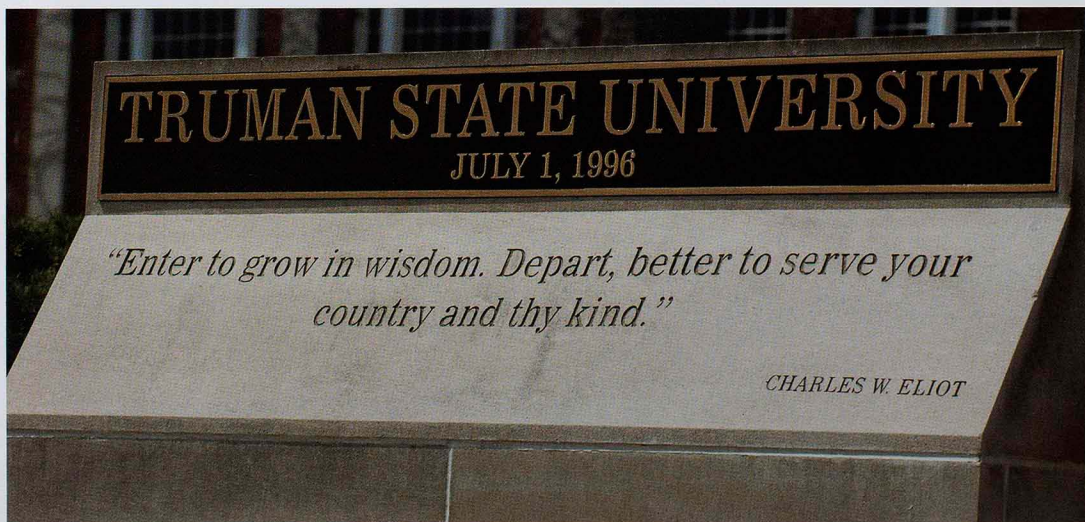 TRUMAN STATE UNIVERSITY
JULY 1, 1996
“Enter to grow in wisdom. Depart, better to serve your
country and thy kind.”
CHARLES W. ELIOT